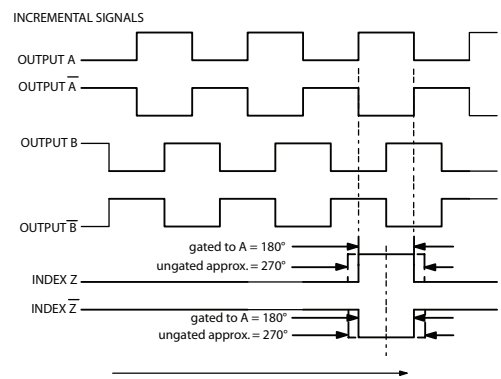 INCREMENTAL SIGNALS
OUTPUT A
OUTPUT A̅
OUTPUT B
OUTPUT B̅
gated to A = 180°
ungated approx. = 270°
INDEX Z
INDEX Z̅
gated to A = 180°
ungated approx. = 270°